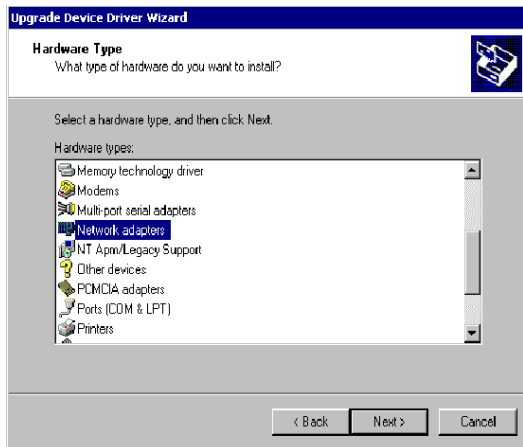 Upgrade Device Driver Wizard
Hardware Type
What type of hardware do you want to install?
Select a hardware type, and then click Next.
Hardware types:
Memory technology driver
Modems
Multi-port serial adapters
Network adapters
NT Apm/Legacy Support
Other devices
PCMCIA adapters
Ports (COM & LPT)
Printers
< Back
Next >
Cancel